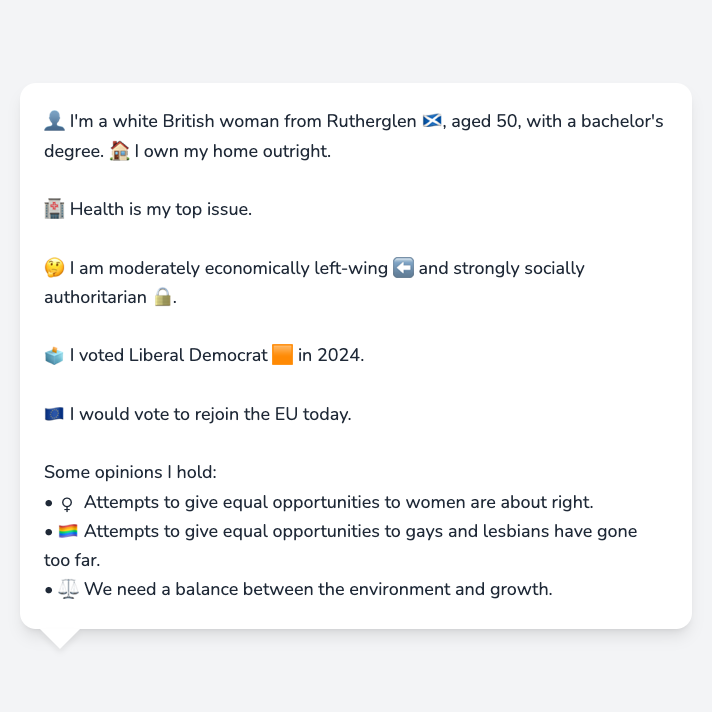 👤 I'm a white British woman from Rutherglen 🏴󠁧󠁢󠁳󠁣󠁴󠁿, aged 50, with a bachelor's
degree. 🏠 I own my home outright.
🏥 Health is my top issue.
🤔 I am moderately economically left-wing ⬅️ and strongly socially
authoritarian 🔒.
🗳️ I voted Liberal Democrat 🟧 in 2024.
🇪🇺 I would vote to rejoin the EU today.
Some opinions I hold:
• ♀ Attempts to give equal opportunities to women are about right.
• 🏳️‍🌈 Attempts to give equal opportunities to gays and lesbians have gone
too far.
• ⚖️ We need a balance between the environment and growth.